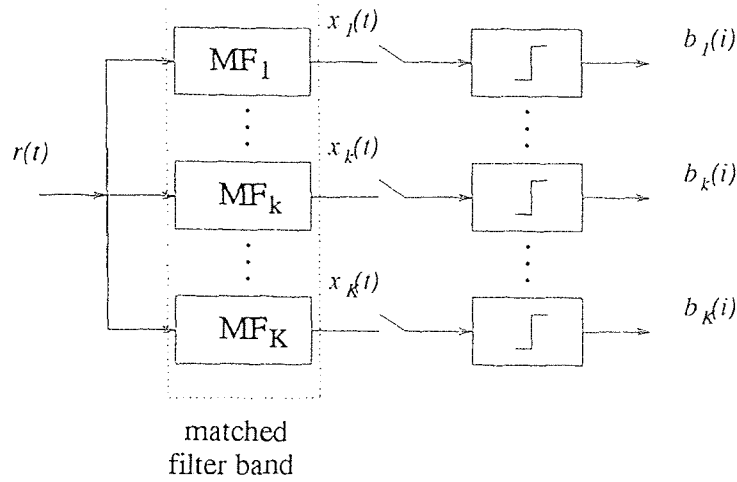 x_1(t)
b_1(i)
MF_1
r(t)
x_k(t)
b_k(i)
MF_k
x_K(t)
b_K(i)
MF_K
matched
filter band